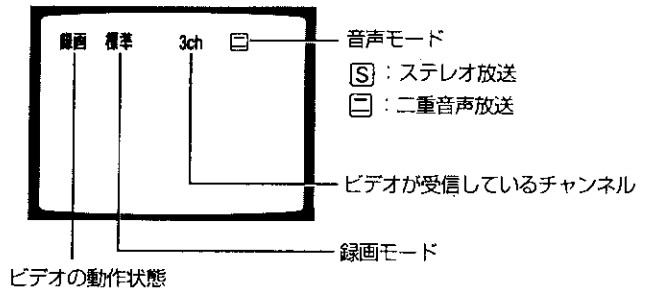 録画 標準 3ch 音声モード
S：ステレオ放送
二：二重音声放送
ビデオが受信しているチャンネル
録画モード
ビデオの動作状態